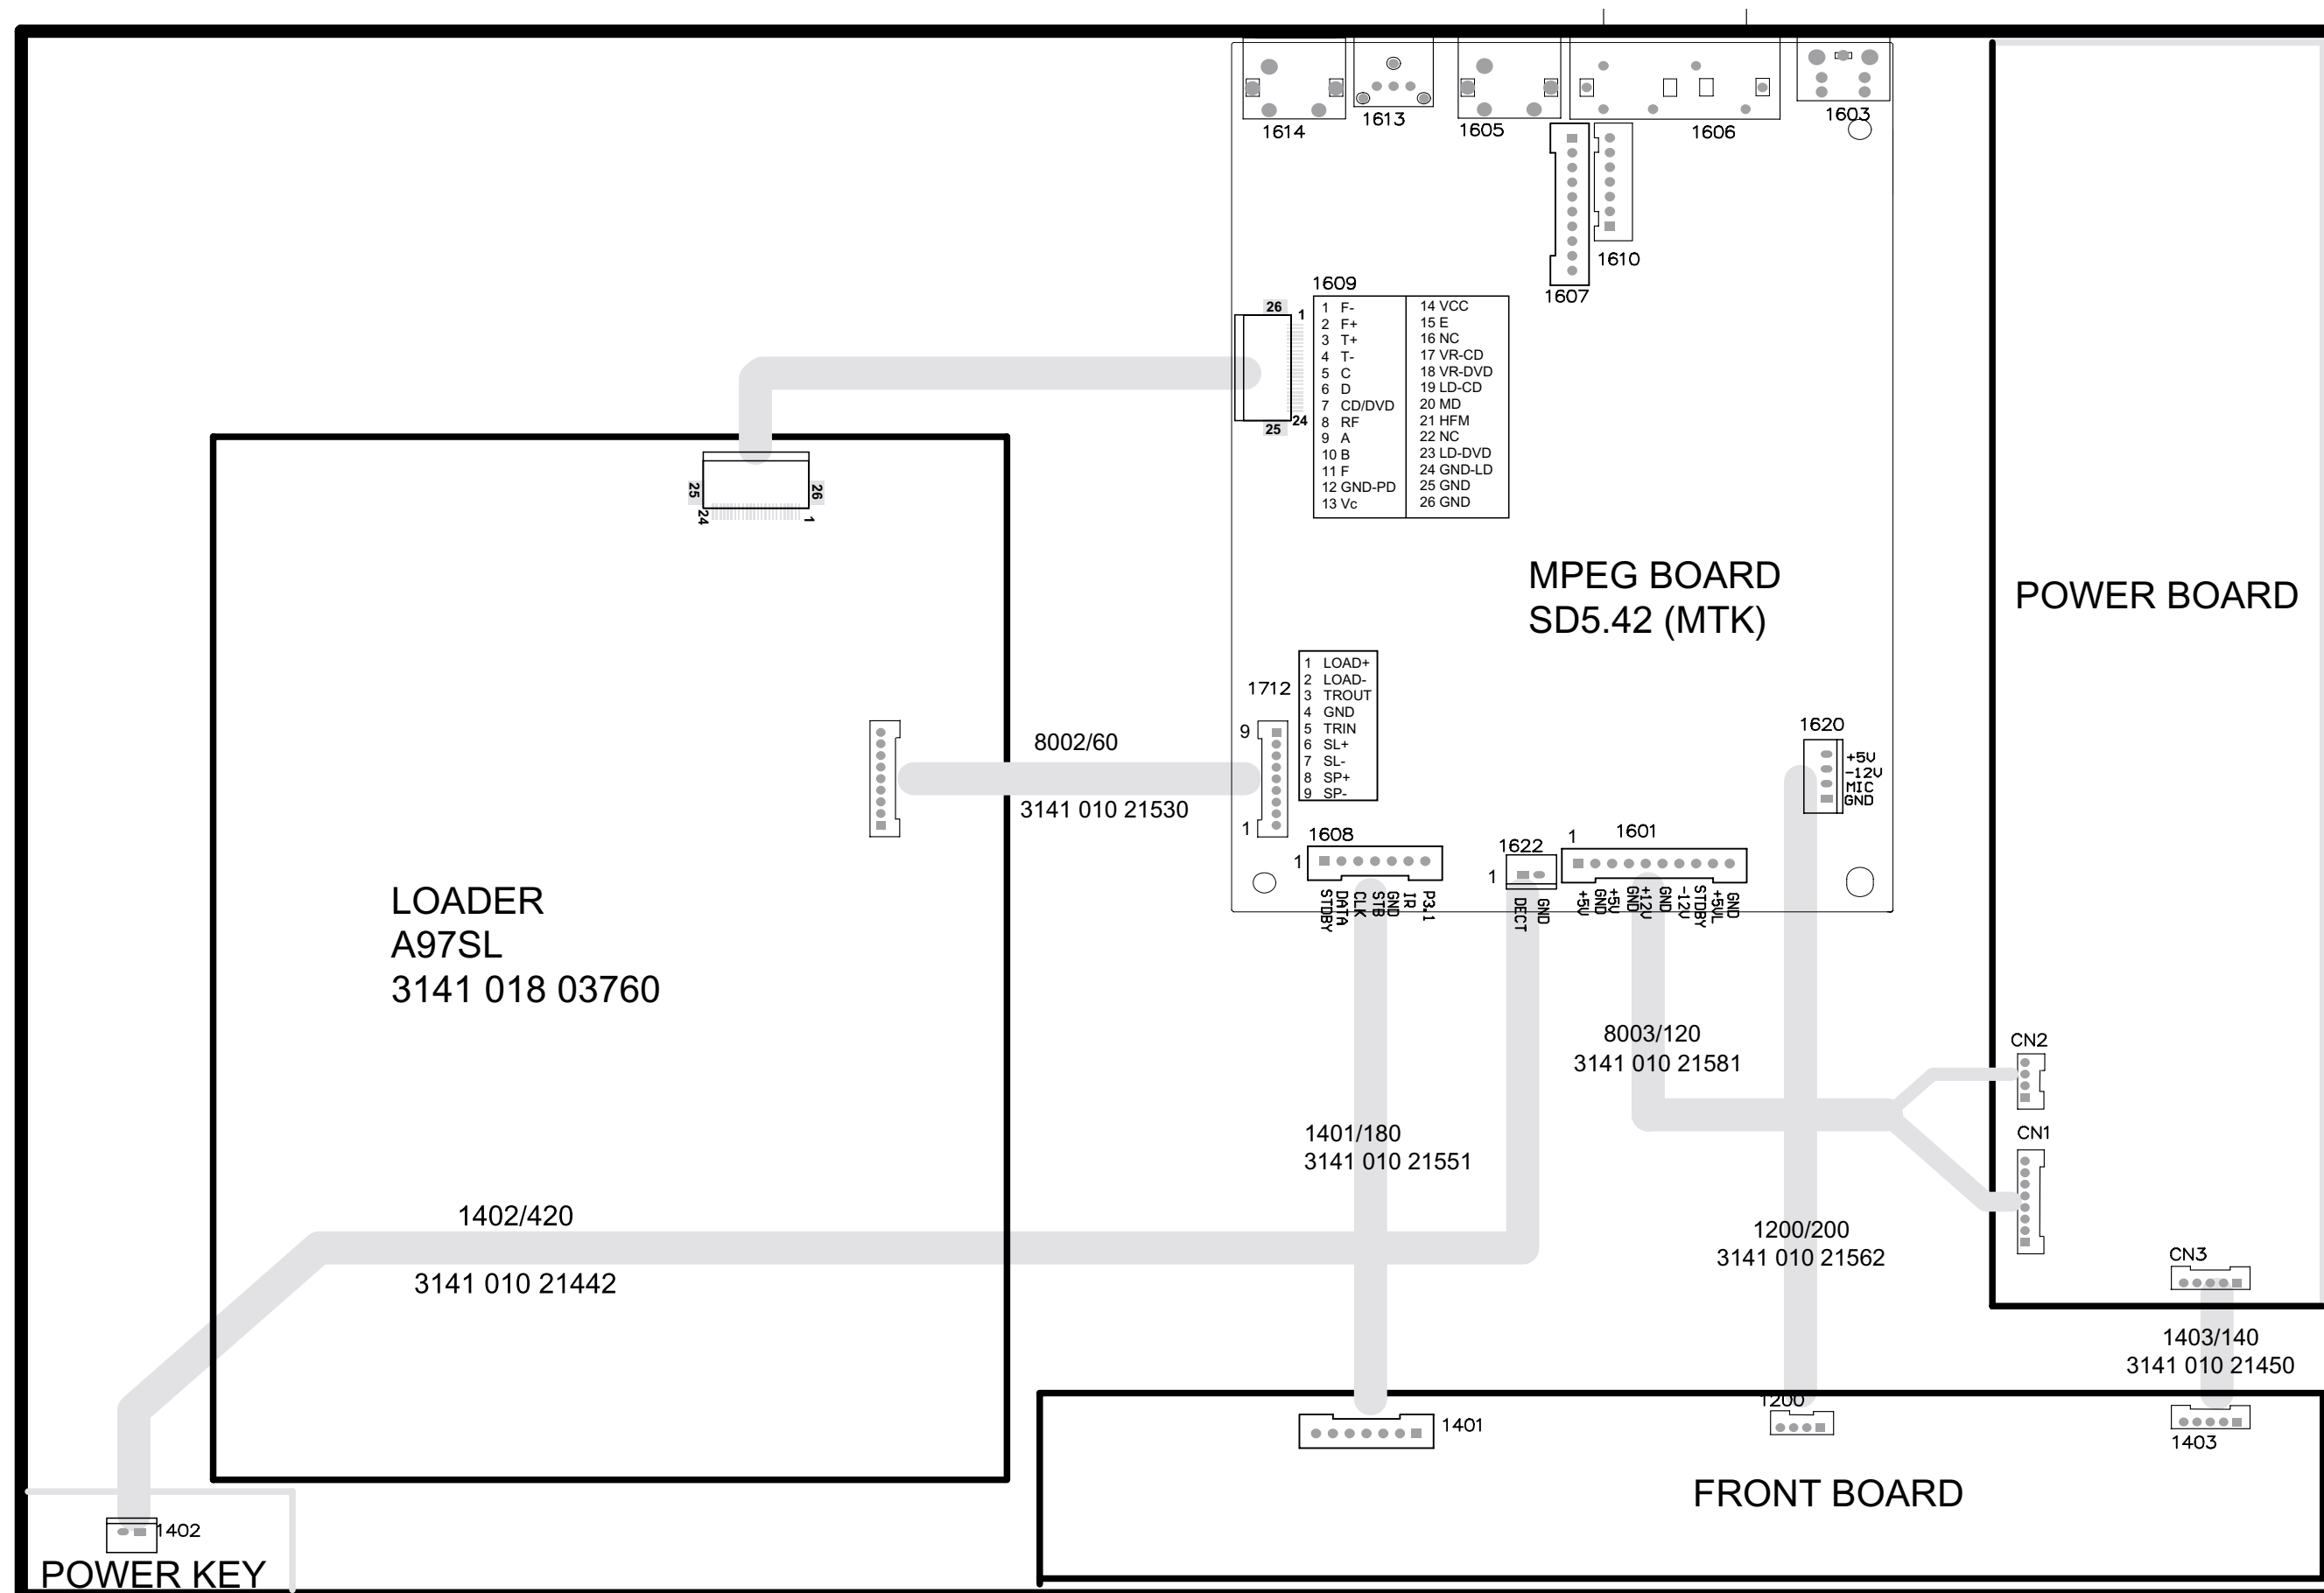 1614
1613
1605
1606
1603
1610
1607
1609
26
1
24
25
1 F-
2 F+
3 T+
4 T-
5 C
6 D
7 CD/DVD
8 RF
9 A
10 B
11 F
12 GND-PD
13 Vc
14 VCC
15 E
16 NC
17 VR-CD
18 VR-DVD
19 LD-CD
20 MD
21 HFM
22 NC
23 LD-DVD
24 GND-LD
25 GND
26 GND
25
26
24
1
MPEG BOARD
SD5.42 (MTK)
POWER BOARD
1712
1 LOAD+
2 LOAD-
3 TROUT
4 GND
5 TRIN
6 SL+
7 SL-
8 SP+
9 SP-
9
1
8002/60
3141 010 21530
1620
+5V
-12V
MIC
GND
1608
1
STDBY
DATA
CLK
STB
GND
IR
P3.1
1622
1
DECT
GND
1601
1
+5V
GND
+5V
GND
+12V
GND
-12V
STDBY
+5VL
GND
LOADER
A97SL
3141 018 03760
8003/120
3141 010 21581
CN2
CN1
1401/180
3141 010 21551
1402/420
3141 010 21442
1200/200
3141 010 21562
CN3
1403/140
3141 010 21450
1401
1200
1403
FRONT BOARD
1402
POWER KEY